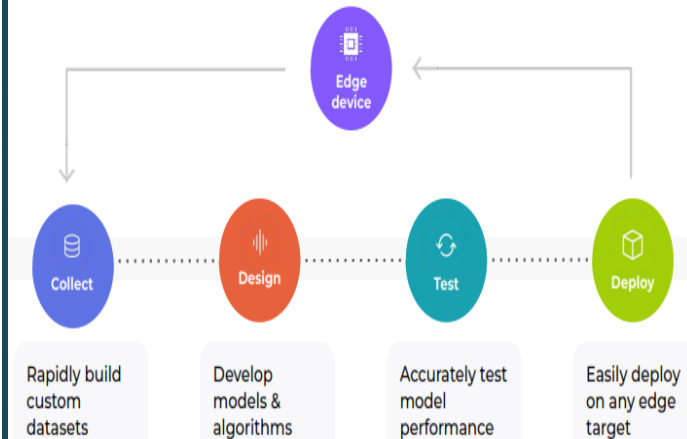 Edge
device
Collect
Design
Test
Deploy
Rapidly build
custom
datasets
Develop
models &
algorithms
Accurately test
model
performance
Easily deploy
on any edge
target